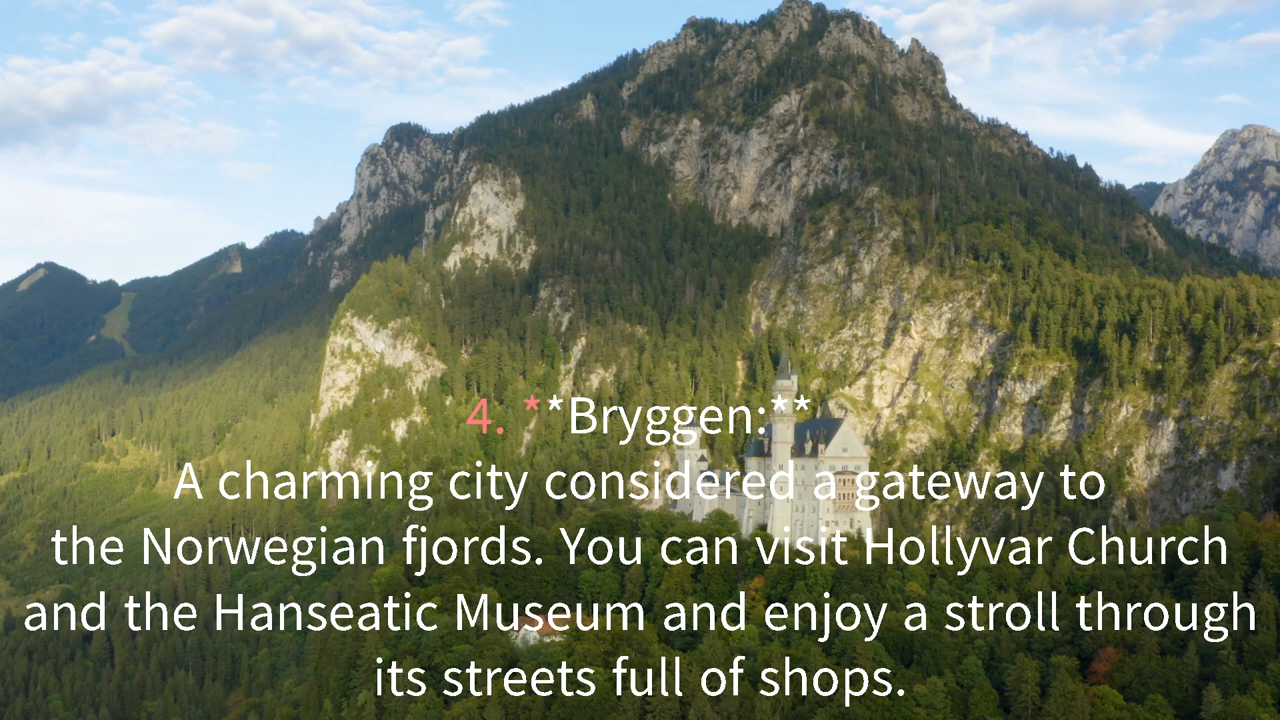 4. **Bryggen:**
A charming city considered a gateway to
the Norwegian fjords. You can visit Hollyvar Church
and the Hanseatic Museum and enjoy a stroll through
its streets full of shops.